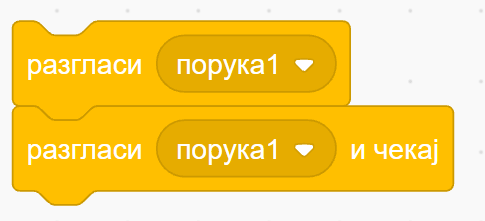 разгласи порука1
разгласи порука1 и чекај